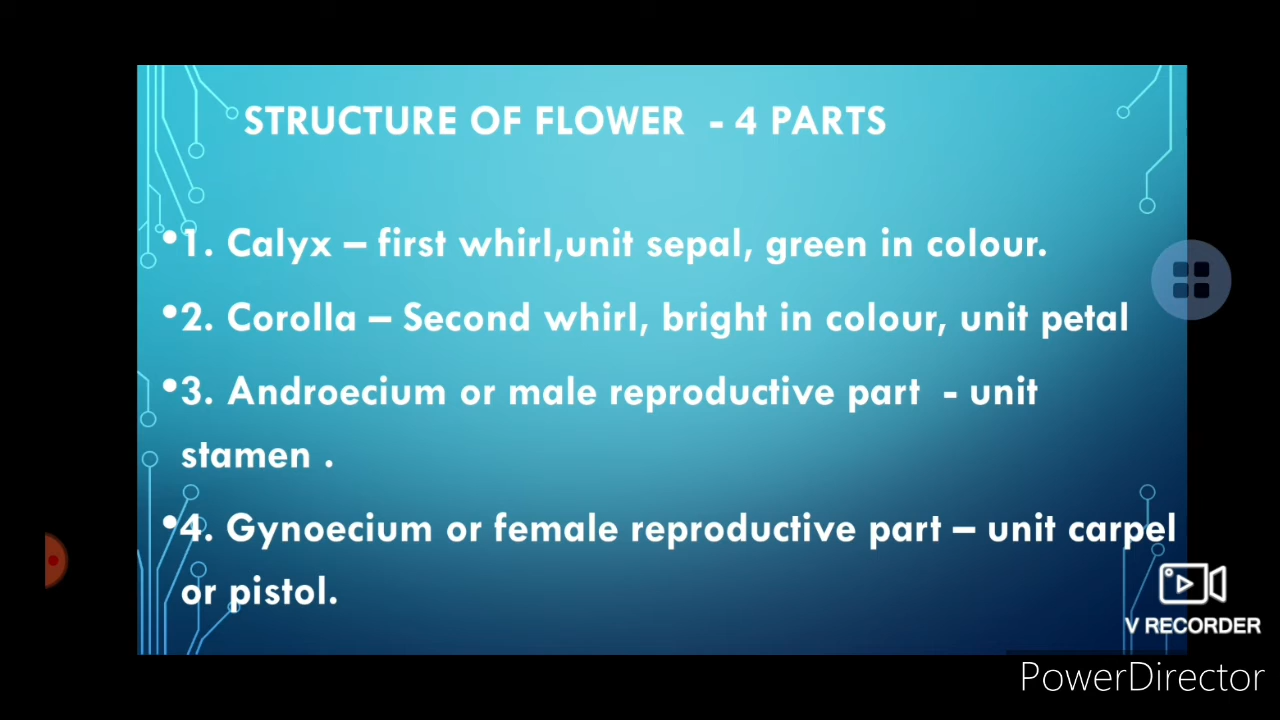 STRUCTURE OF FLOWER - 4 PARTS
•1. Calyx – first whirl,unit sepal, green in colour.
•2. Corolla – Second whirl, bright in colour, unit petal
•3. Androecium or male reproductive part - unit
stamen .
•4. Gynoecium or female reproductive part – unit carpel
or pistol.
V RECORDER
PowerDirector